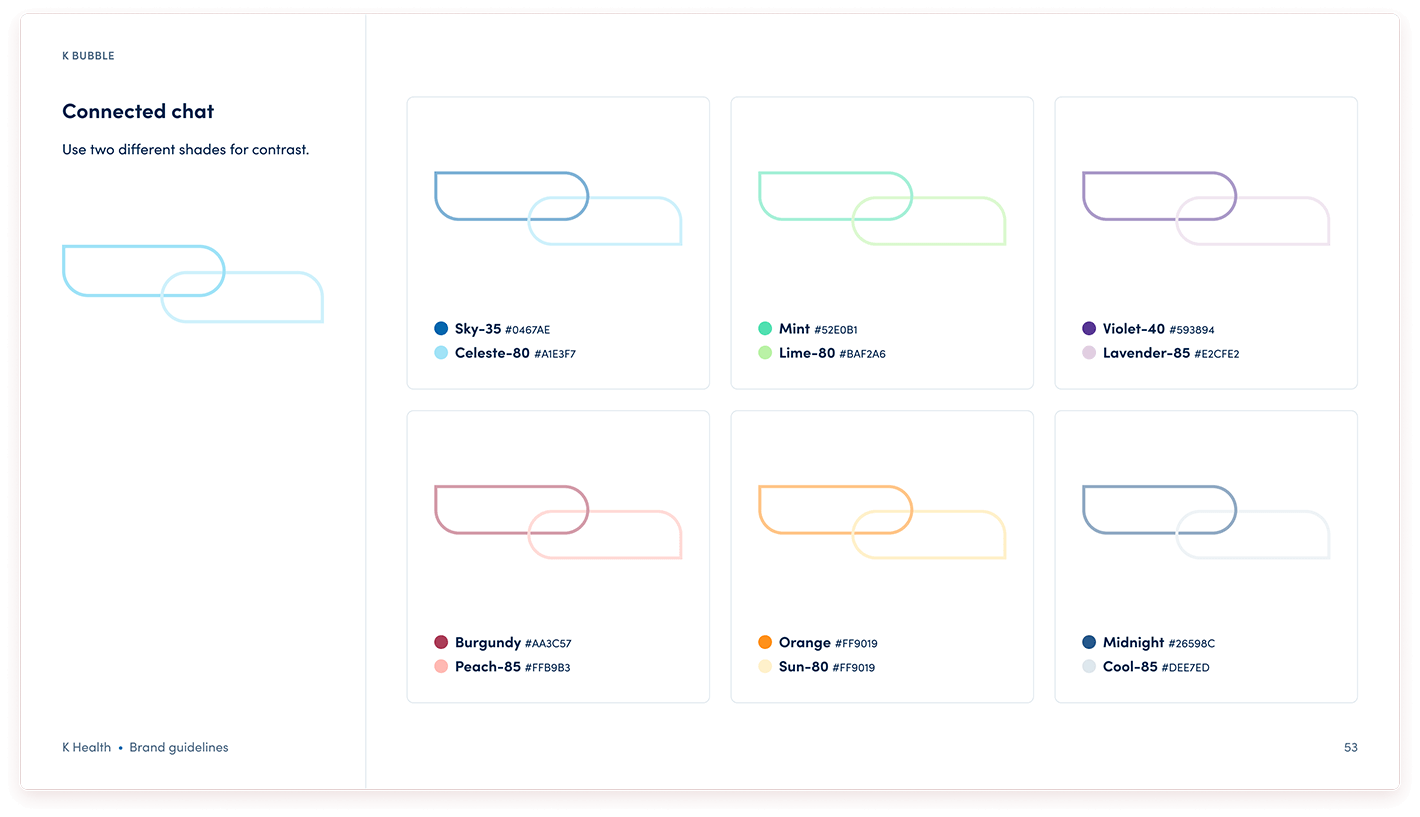 K BUBBLE
Connected chat
Use two different shades for contrast.
Sky-35 #0467AE
Celeste-80 #A1E3F7
Mint #52E0B1
Lime-80 #BAF2A6
Violet-40 #593894
Lavender-85 #E2CFE2
Burgundy #AA3C57
Peach-85 #FFB9B3
Orange #FF9019
Sun-80 #FF9019
Midnight #26598C
Cool-85 #DEE7ED
K Health • Brand guidelines
53